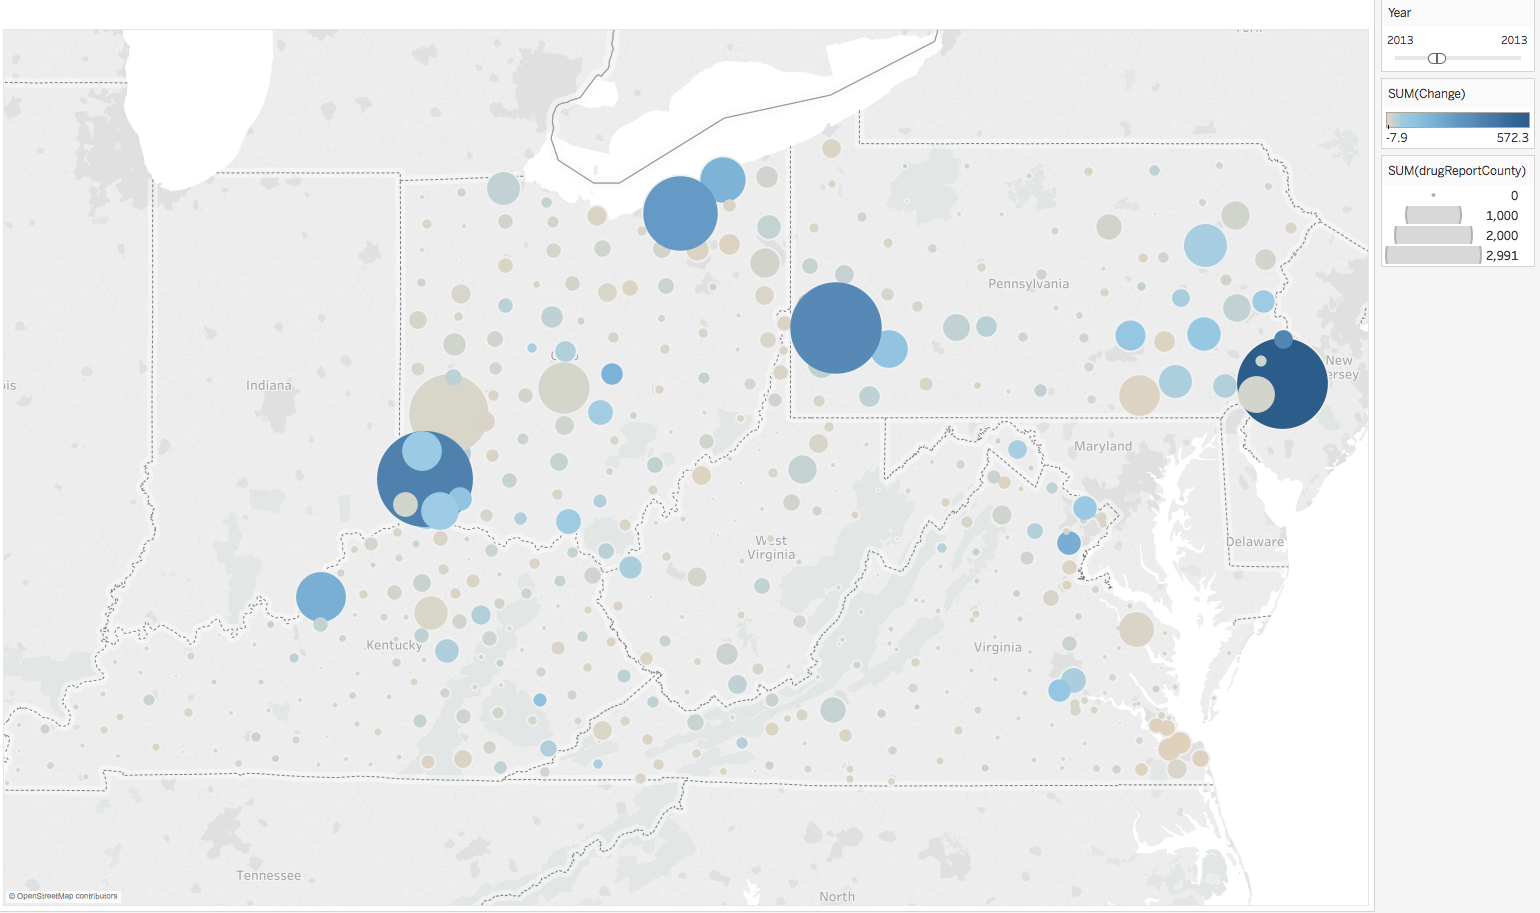 Year
2013 2013
SUM(Change)
-7.9 572.3
SUM(drugReportCounty)
0
1,000
2,000
2,991
Pennsylvania
New
Indiana
Maryland
West
Virginia
Delaware
Kentucky
Virginia
Tennessee
North
© OpenStreetMap contributors